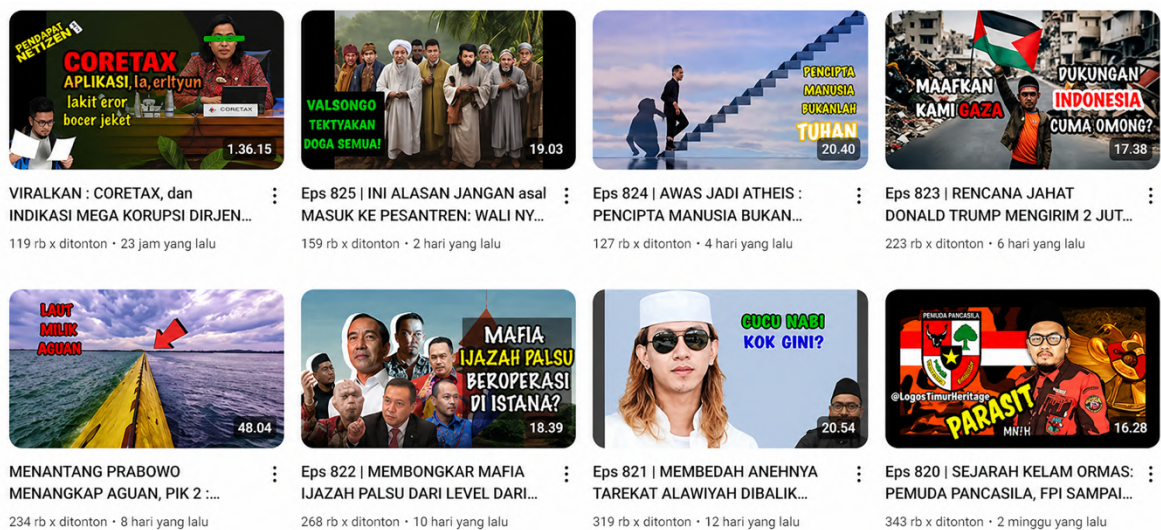 PENDAPAT
NETIZEN
CORETAX
APLIKASI, la,erltyun
lakit eror
bocer jeket
CORETAX
1.36.15
VALSONGO
TEKTYAKAN
DOGA SEMUA!
19.03
PENCIPTA
MANUSIA
BUKANLAH
TUHAN
20.40
MAAFKAN
KAMI GAZA
DUKUNGAN
INDONESIA
CUMA OMONG?
17.38
VIRALKAN : CORETAX, dan
INDIKASI MEGA KORUPSI DIRJEN...
119 rb x ditonton • 23 jam yang lalu
Eps 825 | INI ALASAN JANGAN asal
MASUK KE PESANTREN: WALI NY...
159 rb x ditonton • 2 hari yang lalu
Eps 824 | AWAS JADI ATHEIS :
PENCIPTA MANUSIA BUKAN...
127 rb x ditonton • 4 hari yang lalu
Eps 823 | RENCANA JAHAT
DONALD TRUMP MENGIRIM 2 JUT...
223 rb x ditonton • 6 hari yang lalu
LAUT
MILIK
AGUAN
48.04
MAFIA
IJAZAH PALSU
BEROPERASI
DI ISTANA?
18.39
CUCU NABI
KOK GINI?
20.54
PEMUDA PANCASILA
@LogosTimurHeritage
PARASIT
16.28
MENANTANG PRABOWO
MENANGKAP AGUAN, PIK 2 :...
234 rb x ditonton • 8 hari yang lalu
Eps 822 | MEMBONGKAR MAFIA
IJAZAH PALSU DARI LEVEL DARI...
268 rb x ditonton • 10 hari yang lalu
Eps 821 | MEMBEDAH ANEHNYA
TAREKAT ALAWIYAH DIBALIK...
319 rb x ditonton • 12 hari yang lalu
Eps 820 | SEJARAH KELAM ORMAS:
PEMUDA PANCASILA, FPI SAMPAI...
343 rb x ditonton • 2 minggu yang lalu